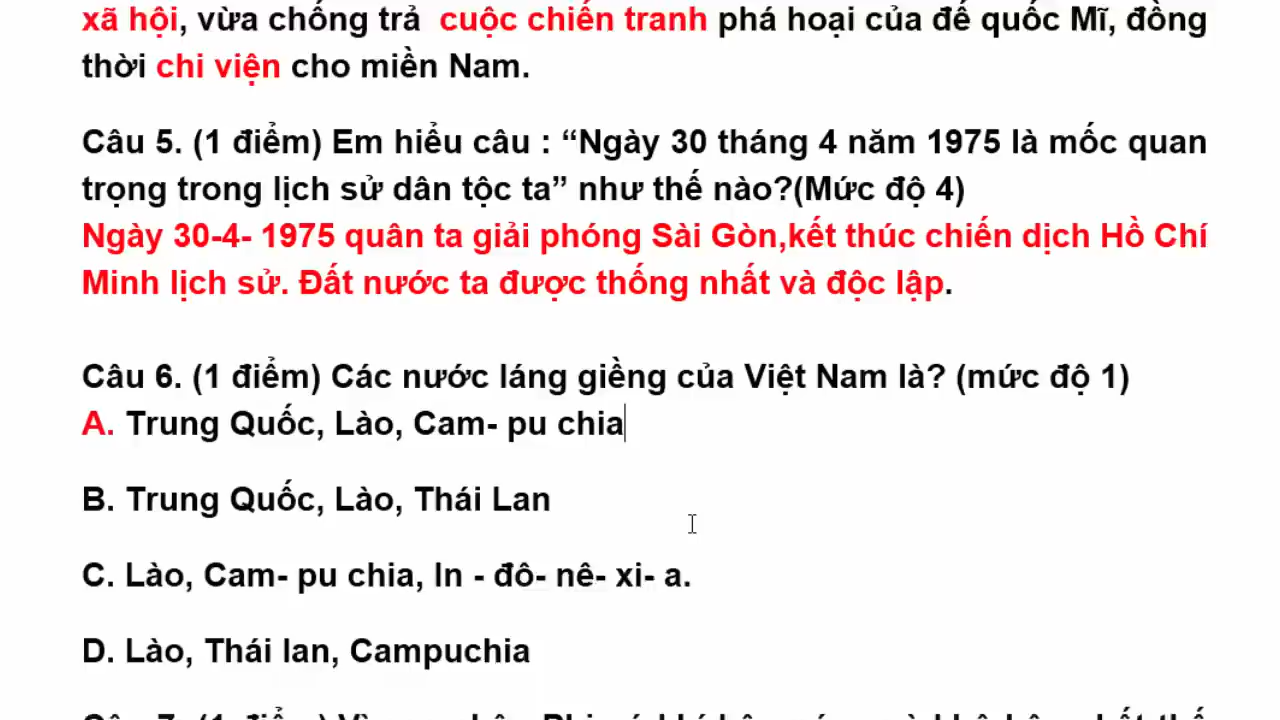 xã hội, vừa chống trả cuộc chiến tranh phá hoại của đế quốc Mĩ, đồng
thời chi viện cho miền Nam.
Câu 5. (1 điểm) Em hiểu câu : “Ngày 30 tháng 4 năm 1975 là mốc quan
trọng trong lịch sử dân tộc ta” như thế nào?(Mức độ 4)
Ngày 30-4- 1975 quân ta giải phóng Sài Gòn,kết thúc chiến dịch Hồ Chí
Minh lịch sử. Đất nước ta được thống nhất và độc lập.
Câu 6. (1 điểm) Các nước láng giềng của Việt Nam là? (mức độ 1)
A. Trung Quốc, Lào, Cam- pu chia
B. Trung Quốc, Lào, Thái Lan
C. Lào, Cam- pu chia, In - đô- nê- xi- a.
D. Lào, Thái lan, Campuchia
Câu 7. (1 điểm) Vì